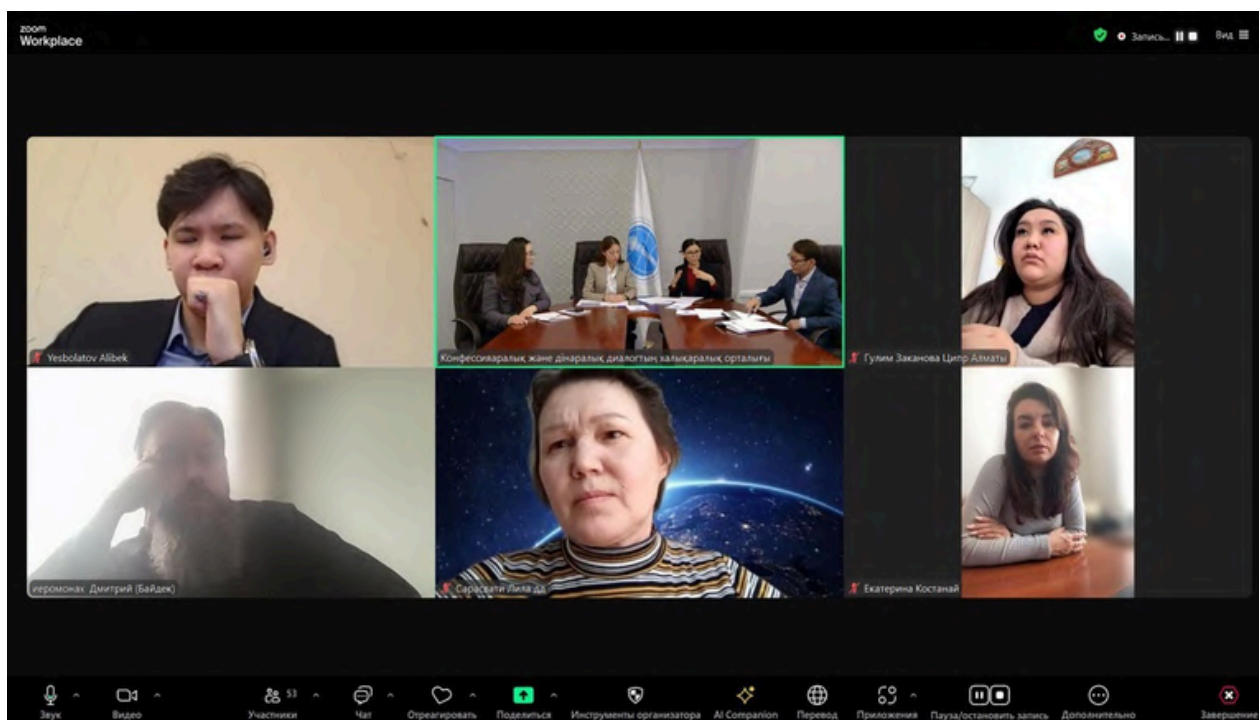 zoom
Workplace
Запись...
Вид
Yesbolatov Alibek
Конфессияаралық және дінаралық диалогтың халықаралық орталығы
Гулим Заканова Ципр Алматы
иеромонах Дмитрий (Байдек)
Сарасвати Лила дд
Екатерина Костанай
Звук
Видео
Участники
53
Чат
Отреагировать
Поделиться
Инструменты организатора
AI Companion
Перевод
Приложения
Пауза/остановить запись
Дополнительно